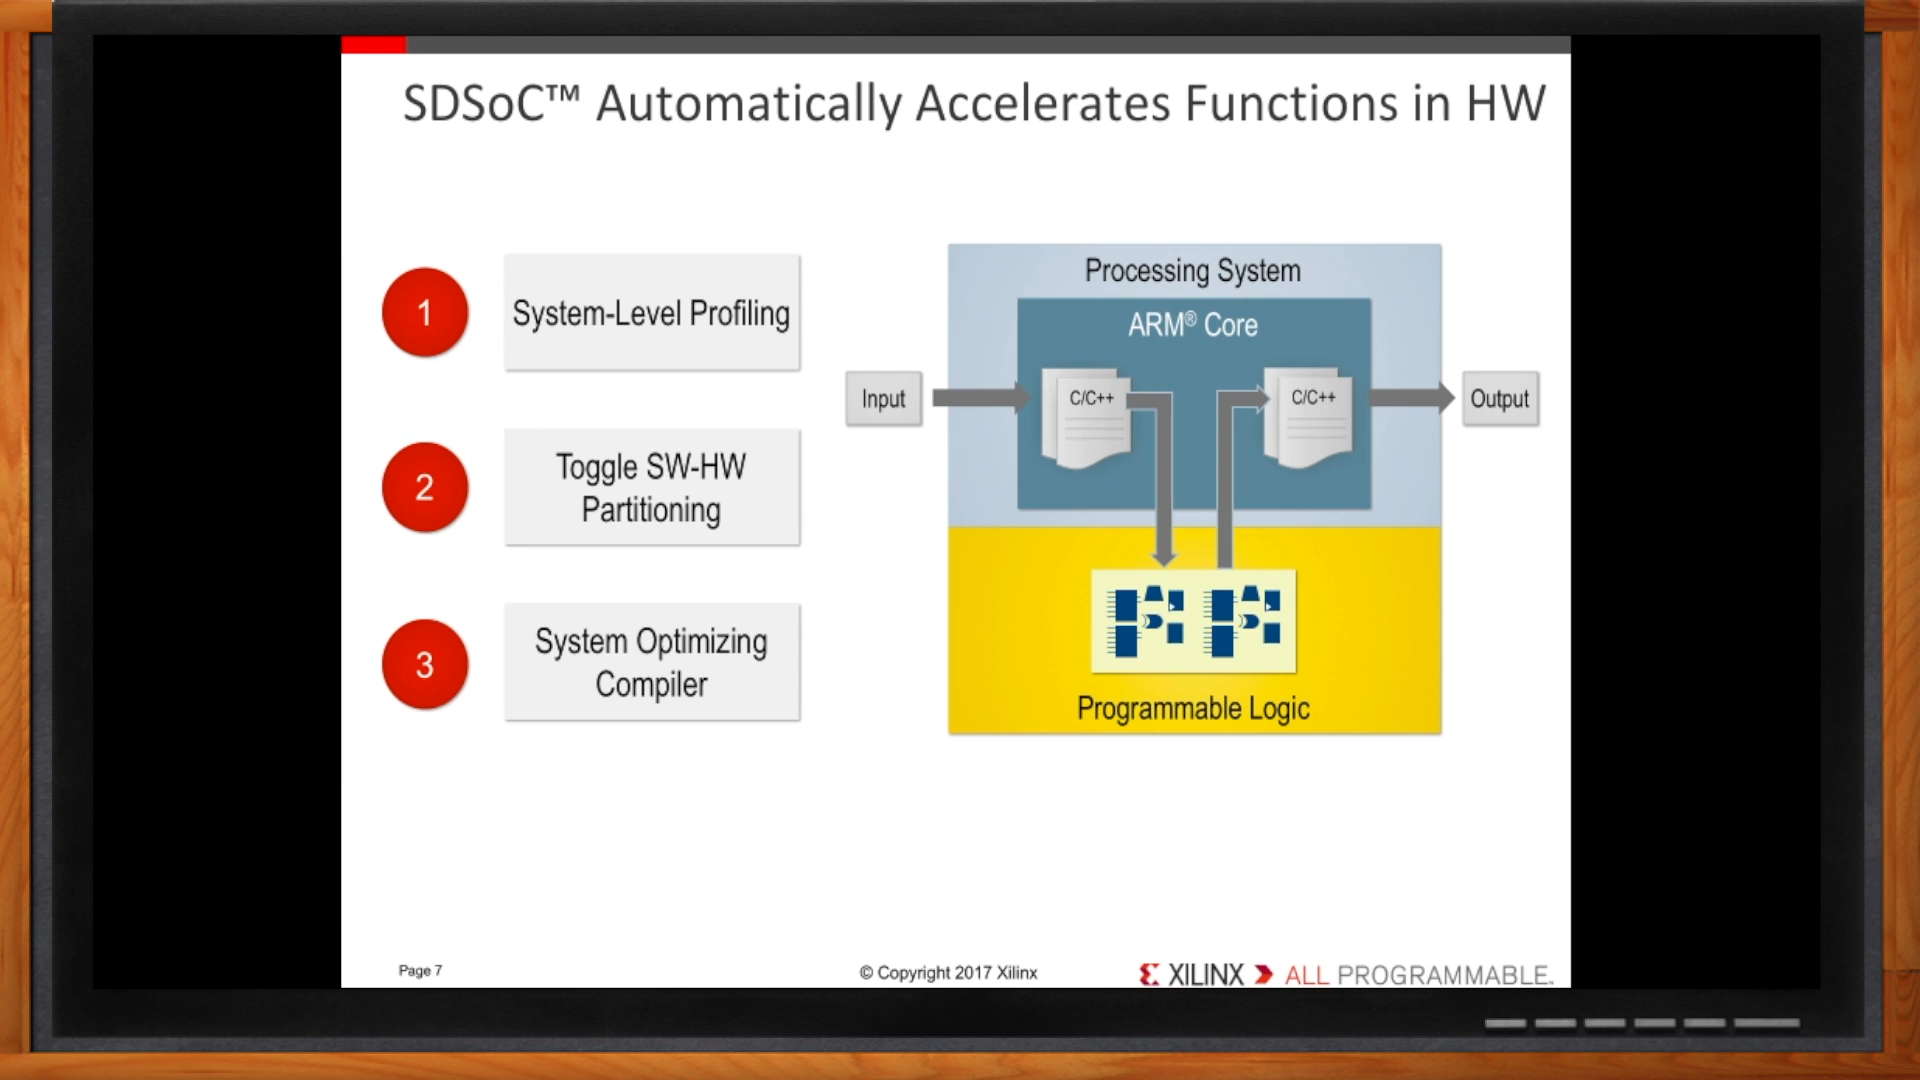 SDSoC™ Automatically Accelerates Functions in HW
1
System-Level Profiling
2
Toggle SW-HW
Partitioning
3
System Optimizing
Compiler
Processing System
ARM® Core
Input
C/C++
C/C++
Output
Programmable Logic
Page 7
© Copyright 2017 Xilinx
XILINX
ALL PROGRAMMABLE™